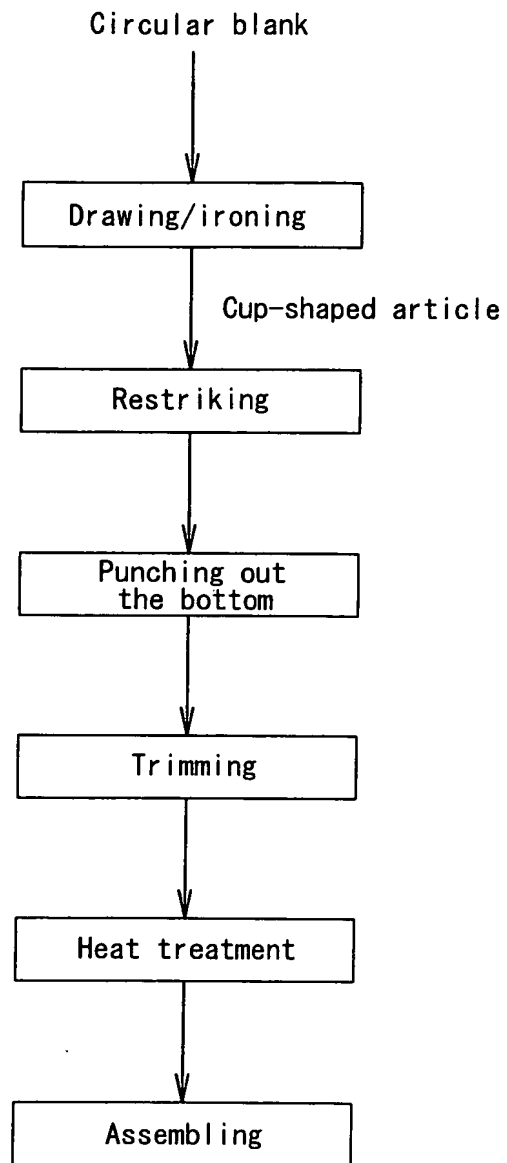 Circular blank
Drawing/ironing
Cup-shaped article
Restriking
Punching out
the bottom
Trimming
Heat treatment
Assembling